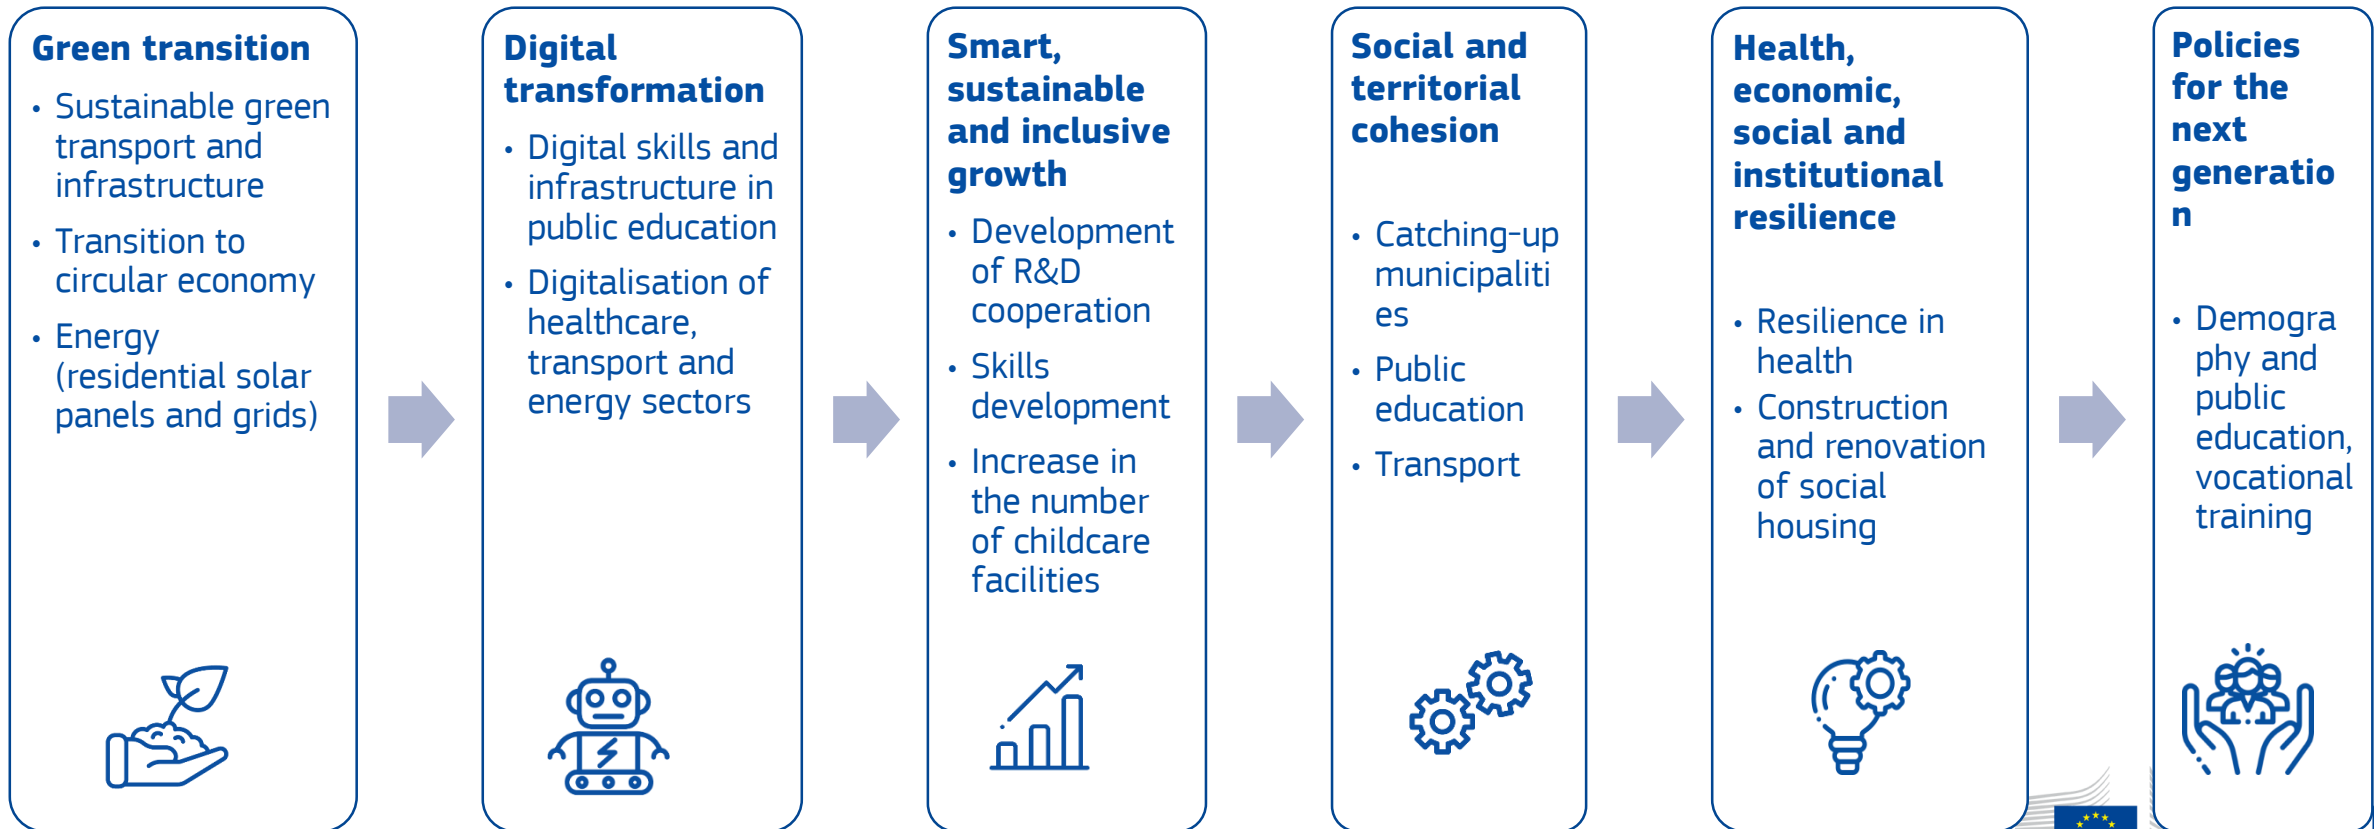 Green transition
• Sustainable green
transport and
infrastructure
• Transition to
circular economy
• Energy
(residential solar
panels and grids)
Digital
transformation
• Digital skills and
infrastructure in
public education
• Digitalisation of
healthcare,
transport and
energy sectors
Smart,
sustainable
and inclusive
growth
• Development
of R&D
cooperation
• Skills
development
• Increase in
the number
of childcare
facilities
Social and
territorial
cohesion
• Catching-up
municipaliti
es
• Public
education
• Transport
Health,
economic,
social and
institutional
resilience
• Resilience in
health
• Construction
and renovation
of social
housing
Policies
for the
next
generatio
n
• Demogra
phy and
public
education,
vocational
training